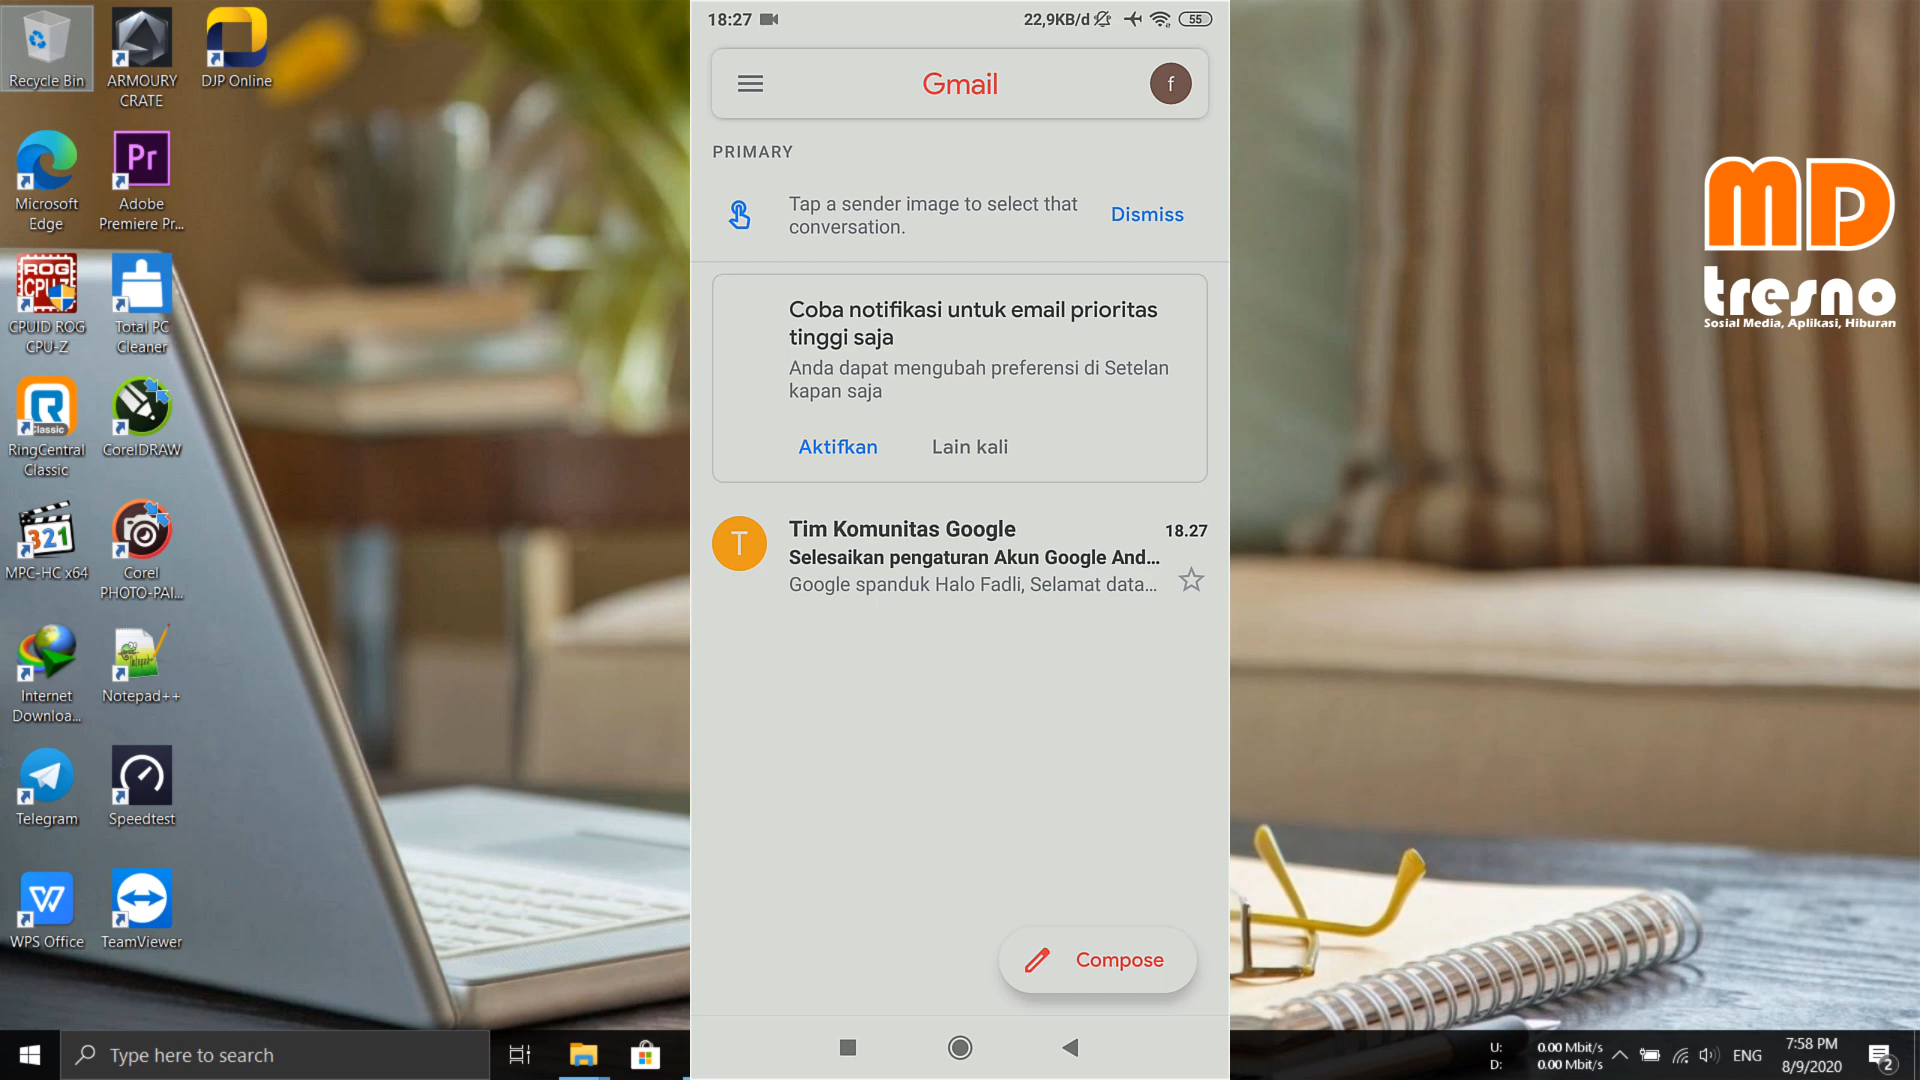 Recycle Bin
ARMOURY
CRATE
DJP Online
Microsoft
Edge
Pr
Adobe
Premiere Pr...
ROG
CPU-Z
CPUID ROG
CPU-Z
Total PC
Cleaner
Classic
RingCentral
Classic
CorelDRAW
321
MPC-HC x64
Corel
PHOTO-PAI...
Internet
Downloa...
Notepad++
Telegram
Speedtest
W
WPS Office
TeamViewer
Type here to search
18:27
22,9KB/d
55
Gmail
f
PRIMARY
Tap a sender image to select that
conversation.
Dismiss
Coba notifikasi untuk email prioritas
tinggi saja
Anda dapat mengubah preferensi di Setelan
kapan saja
Aktifkan
Lain kali
T
Tim Komunitas Google
18.27
Selesaikan pengaturan Akun Google And...
Google spanduk Halo Fadli, Selamat data...
Compose
MD
tresno
Sosial Media, Aplikasi, Hiburan
U: 0.00 Mbit/s
D: 0.00 Mbit/s
ENG
7:58 PM
8/9/2020
2